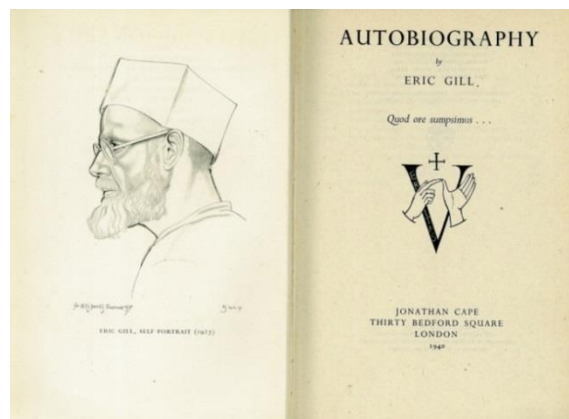 ERIC GILL, SELF PORTRAIT (1927)
AUTOBIOGRAPHY
by
ERIC GILL
Quod ore sumpsimus . . .
JONATHAN CAPE
THIRTY BEDFORD SQUARE
LONDON
1940